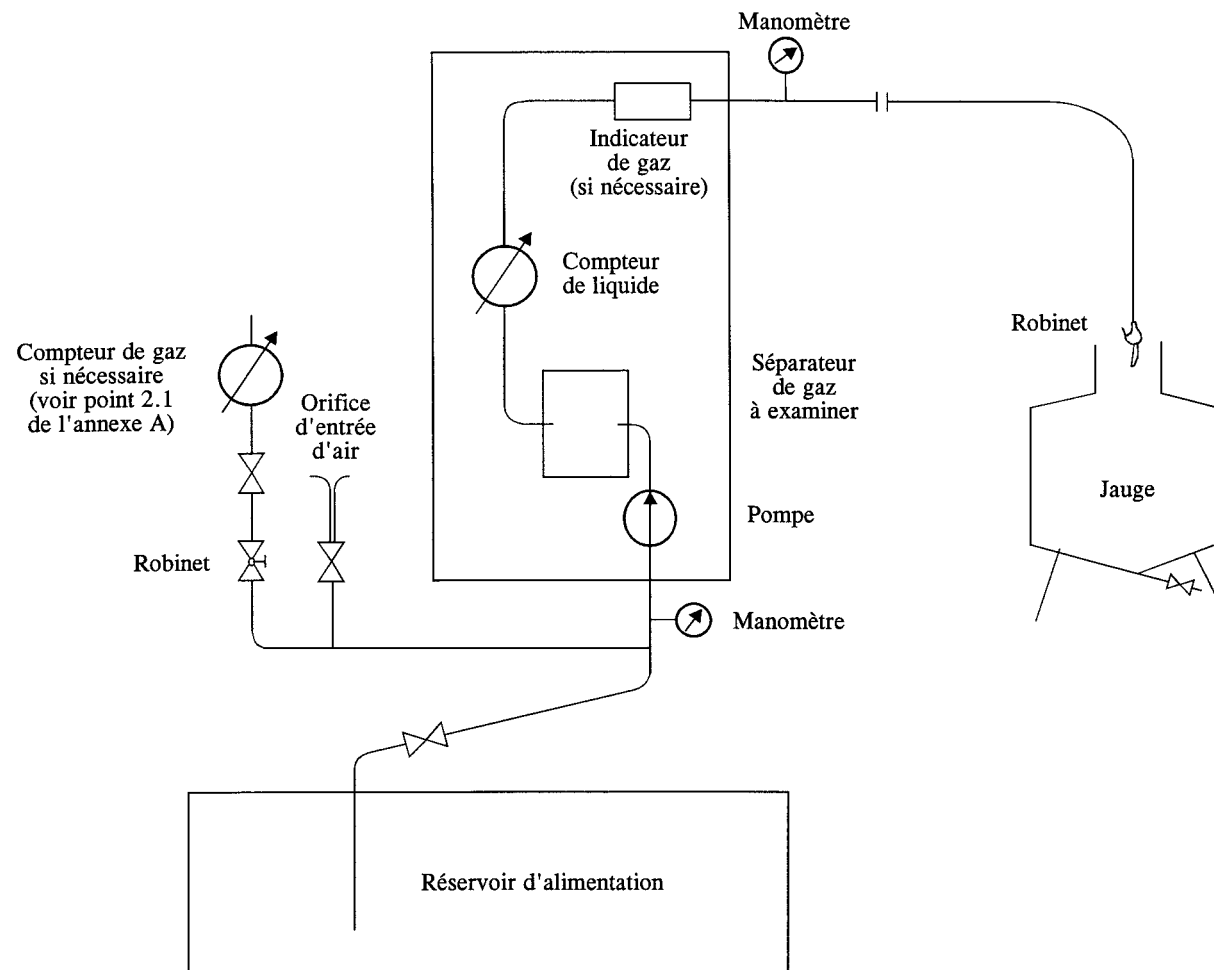 Manomètre
Indicateur
de gaz
(si nécessaire)
Compteur
de liquide
Robinet
Compteur de gaz
si nécessaire
(voir point 2.1
de l'annexe A)
Orifice
d'entrée
d'air
Séparateur
de gaz
à examiner
Jauge
Pompe
Robinet
Manomètre
Réservoir d'alimentation